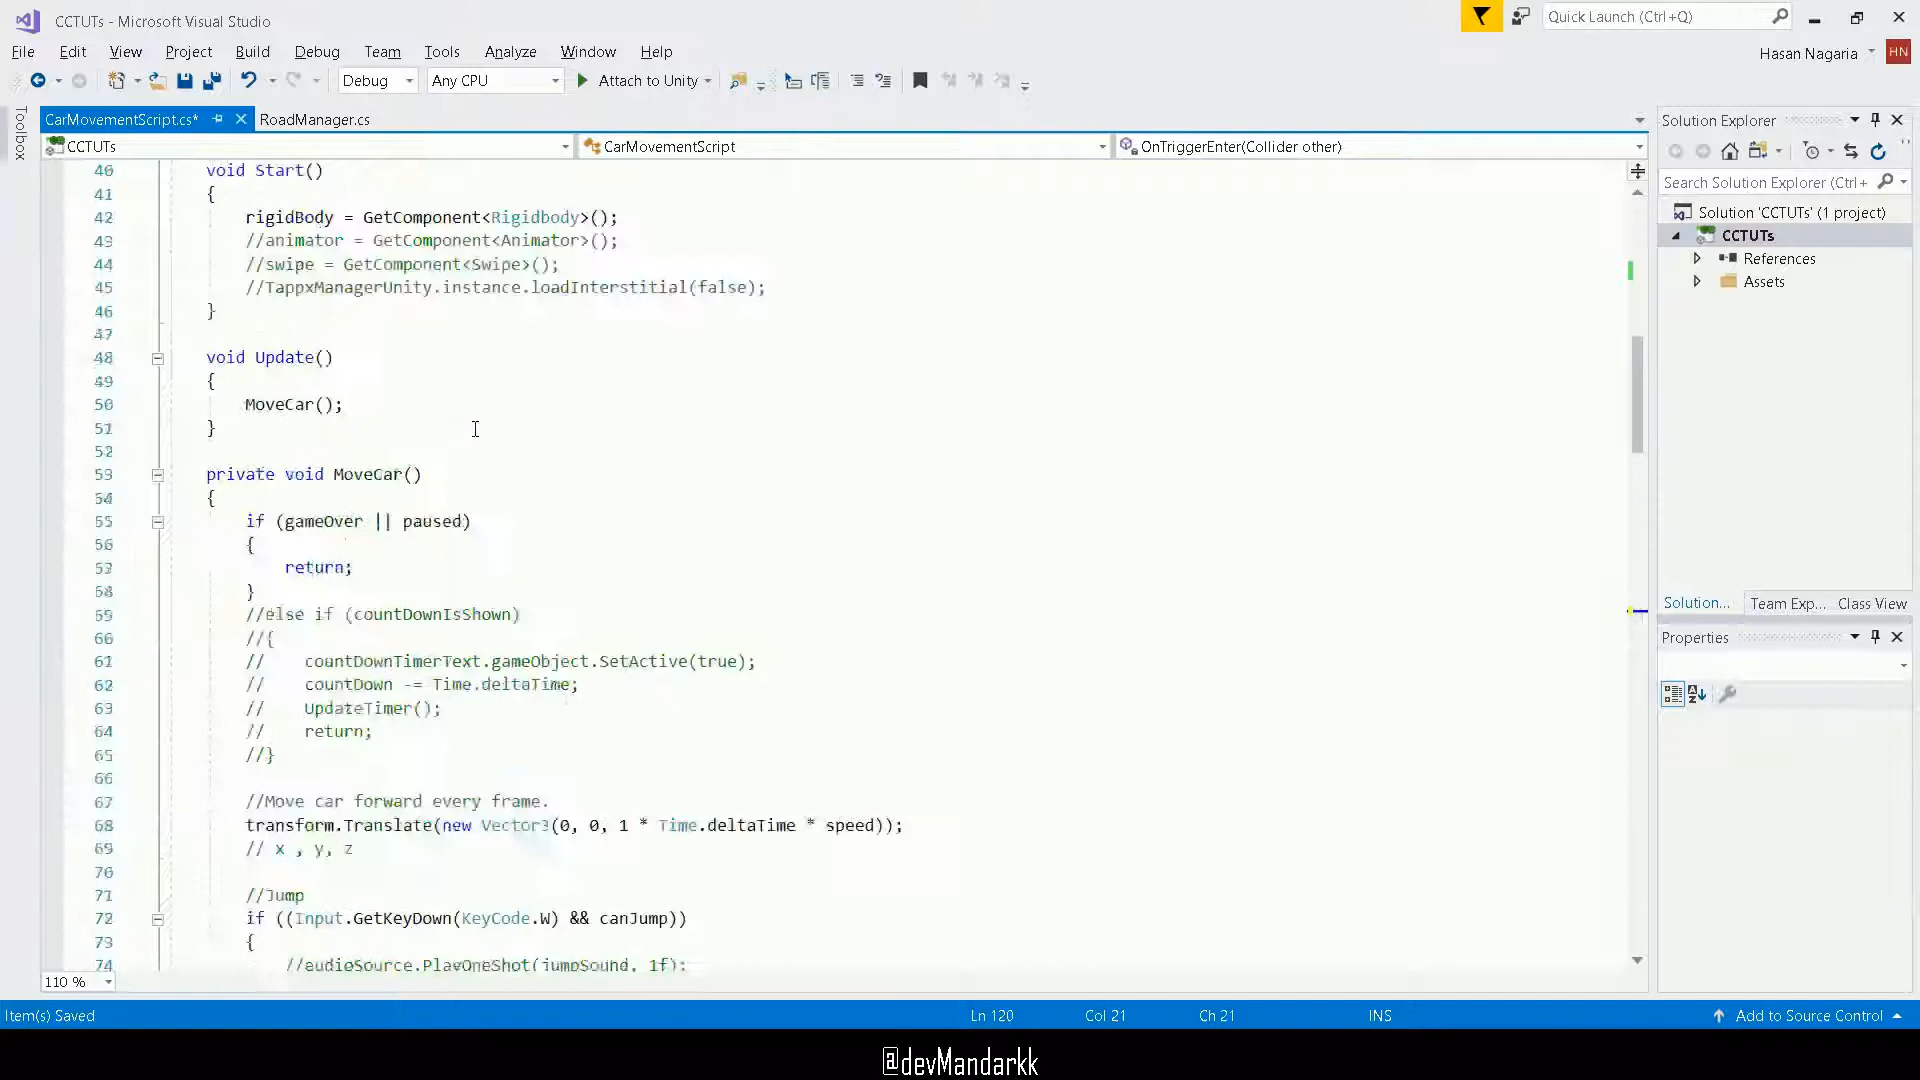 CCTUTs - Microsoft Visual Studio
Quick Launch (Ctrl+Q)
File Edit View Project Build Debug Team Tools Analyze Window Help
Hasan Nagaria HN
Debug Any CPU Attach to Unity
Toolbox
CarMovementScript.cs* RoadManager.cs
CCTUTs CarMovementScript OnTriggerEnter(Collider other)
40 void Start()
41 {
42 rigidBody = GetComponent<Rigidbody>();
43 //animator = GetComponent<Animator>();
44 //swipe = GetComponent<Swipe>();
45 //TappxManagerUnity.instance.loadInterstitial(false);
46 }
47
48 void Update()
49 {
50 MoveCar();
51 }
52
53 private void MoveCar()
54 {
55 if (gameOver || paused)
56 {
57 return;
58 }
59 //else if (countDownIsShown)
60 //{
61 // countDownTimerText.gameObject.SetActive(true);
62 // countDown -= Time.deltaTime;
63 // UpdateTimer();
64 // return;
65 //}
66
67 //Move car forward every frame.
68 transform.Translate(new Vector3(0, 0, 1 * Time.deltaTime * speed));
69 // x , y, z
70
71 //Jump
72 if ((Input.GetKeyDown(KeyCode.W) && canJump))
73 {
74 //audioSource.PlayOneShot(jumpSound, 1f);
110 %
Solution Explorer
Search Solution Explorer (Ctrl+
Solution 'CCTUTs' (1 project)
CCTUTs
References
Assets
Solution... Team Exp... Class View
Properties
Item(s) Saved Ln 120 Col 21 Ch 21 INS Add to Source Control
@devMandarkk